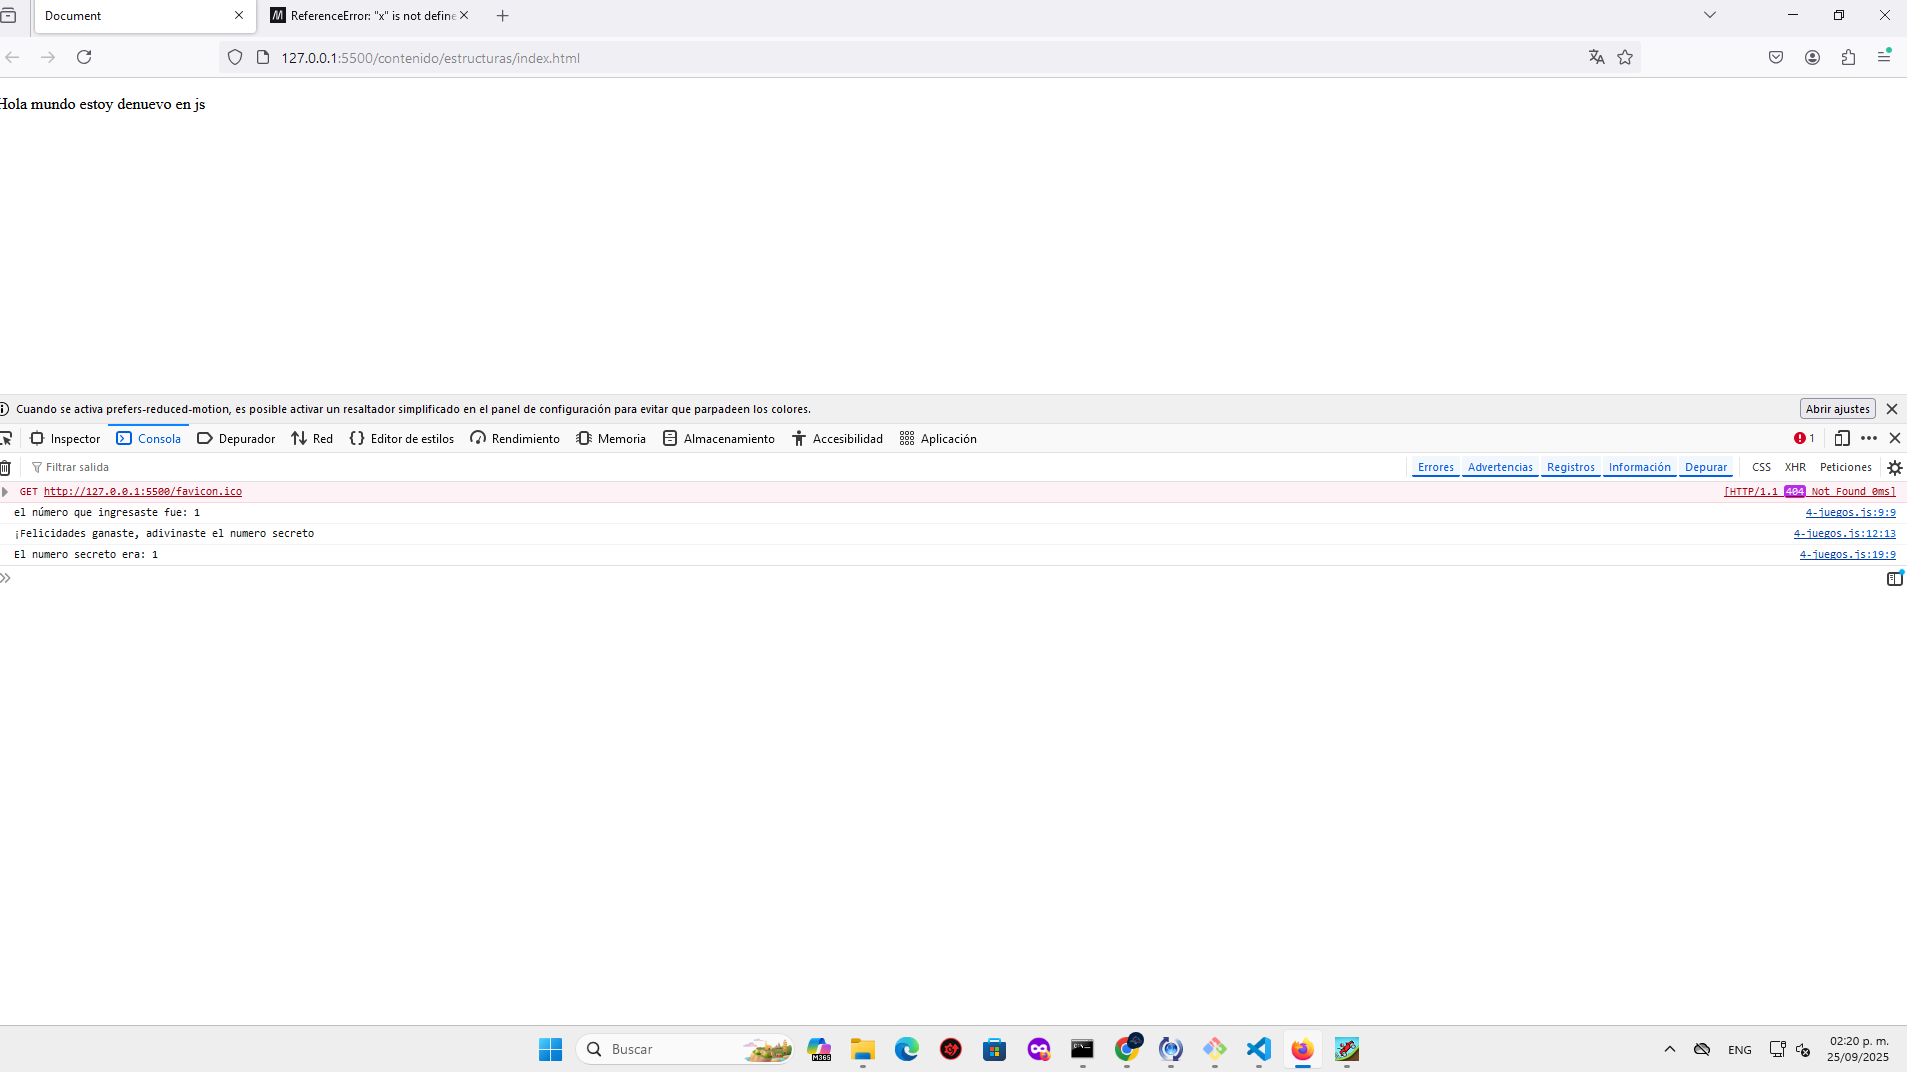 Document
ReferenceError: "x" is not define
127.0.0.1:5500/contenido/estructuras/index.html
Hola mundo estoy denuevo en js
Cuando se activa prefers-reduced-motion, es posible activar un resaltador simplificado en el panel de configuración para evitar que parpadeen los colores.
Abrir ajustes
Inspector Consola Depurador Red Editor de estilos Rendimiento Memoria Almacenamiento Accesibilidad Aplicación 1
Filtrar salida Errores Advertencias Registros Información Depurar CSS XHR Peticiones
GET http://127.0.0.1:5500/favicon.ico [HTTP/1.1 404 Not Found 0ms]
el número que ingresaste fue: 1 4-juegos.js:9:9
¡Felicidades ganaste, adivinaste el numero secreto 4-juegos.js:12:13
El numero secreto era: 1 4-juegos.js:19:9
Buscar
M365
ENG
02:20 p. m.
25/09/2025